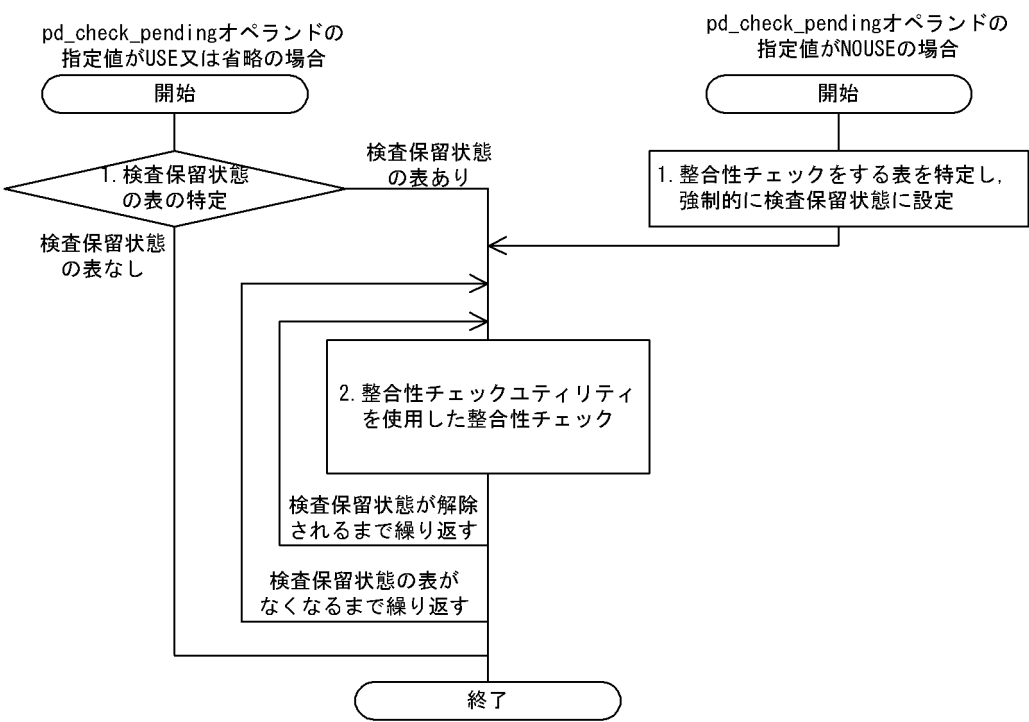 pd_check_pendingオペランドの
指定値がUSE又は省略の場合
開始
1.検査保留状態
の表の特定
検査保留状態
の表あり
検査保留状態
の表なし
pd_check_pendingオペランドの
指定値がNOUSEの場合
開始
1.整合性チェックをする表を特定し,
強制的に検査保留状態に設定
2.整合性チェックユティリティ
を使用した整合性チェック
検査保留状態が解除
されるまで繰り返す
検査保留状態の表が
なくなるまで繰り返す
終了